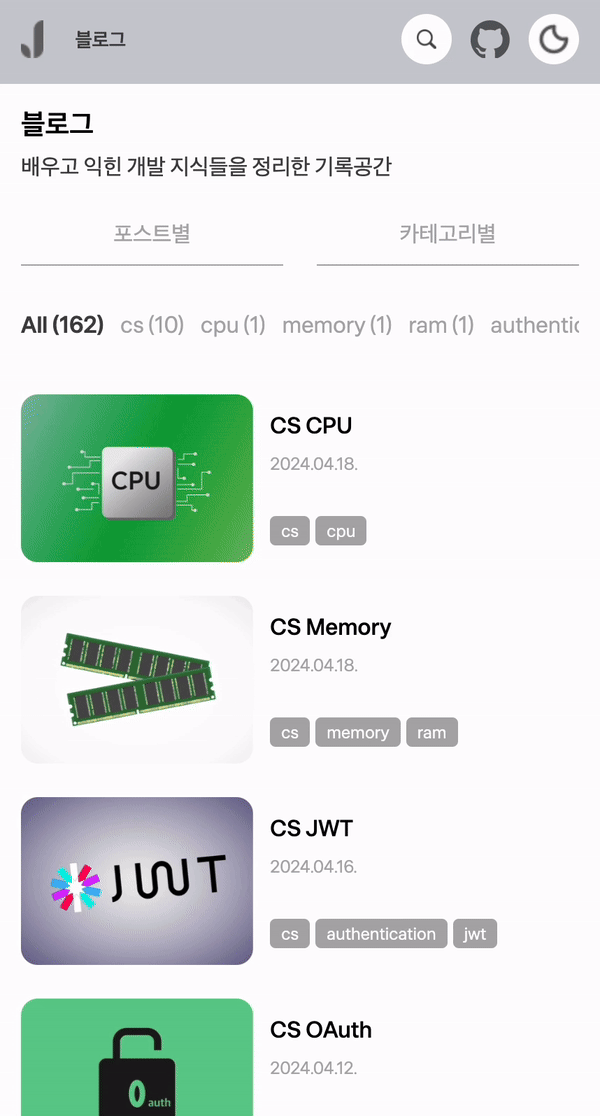 블로그
블로그
배우고 익힌 개발 지식들을 정리한 기록공간
포스트별 카테고리별
All (162) cs (10) cpu (1) memory (1) ram (1) authentic
CPU
CS CPU
2024.04.18.
cs cpu
CS Memory
2024.04.18.
cs memory ram
JWT
CS JWT
2024.04.16.
cs authentication jwt
CS OAuth
2024.04.12.
O auth